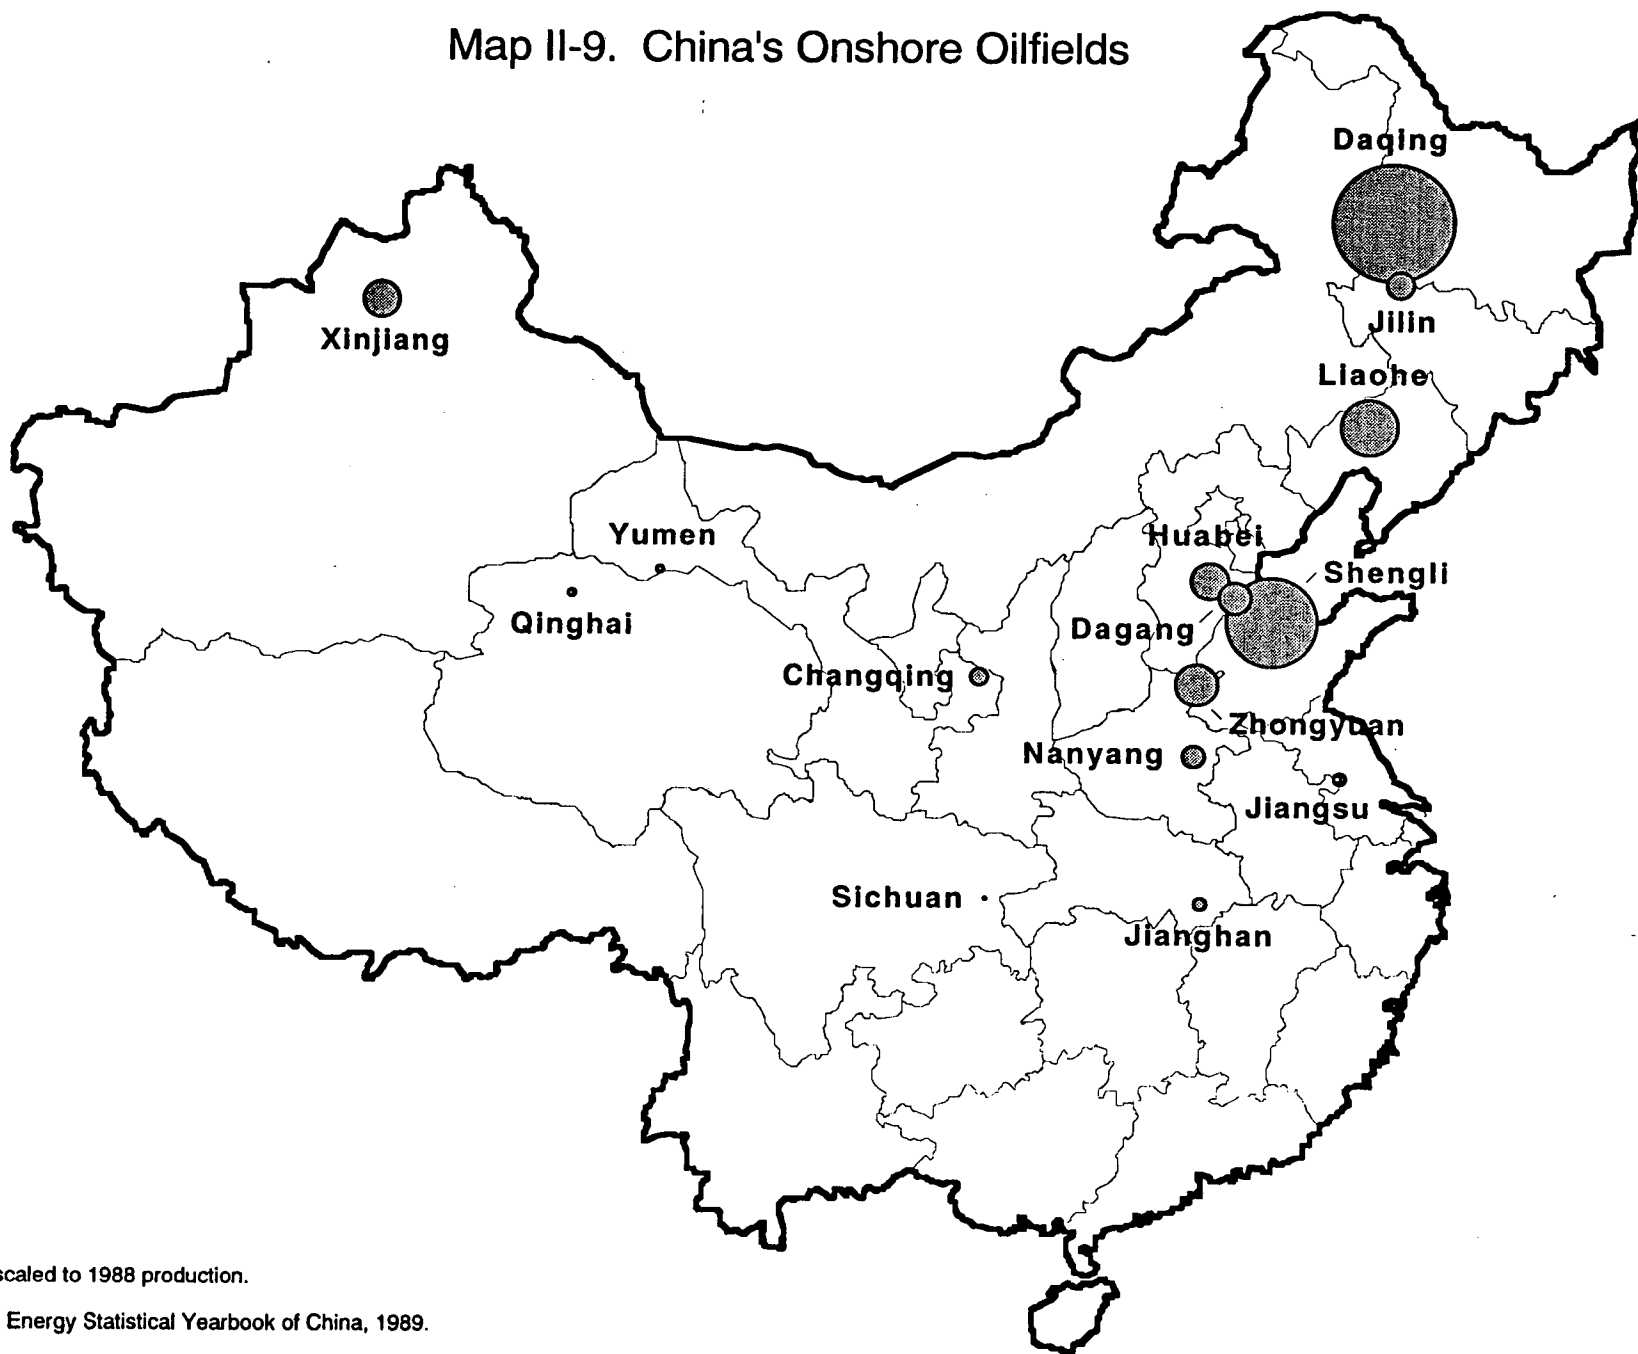 Map II-9. China's Onshore Oilfields
Daqing
Xinjiang
Jilin
Liaohe
Yumen
Huabei
Shengli
Qinghai
Dagang
Changqing
Zhongyuan
Nanyang
Jiangsu
Sichuan
Jianghan
scaled to 1988 production.
Energy Statistical Yearbook of China, 1989.